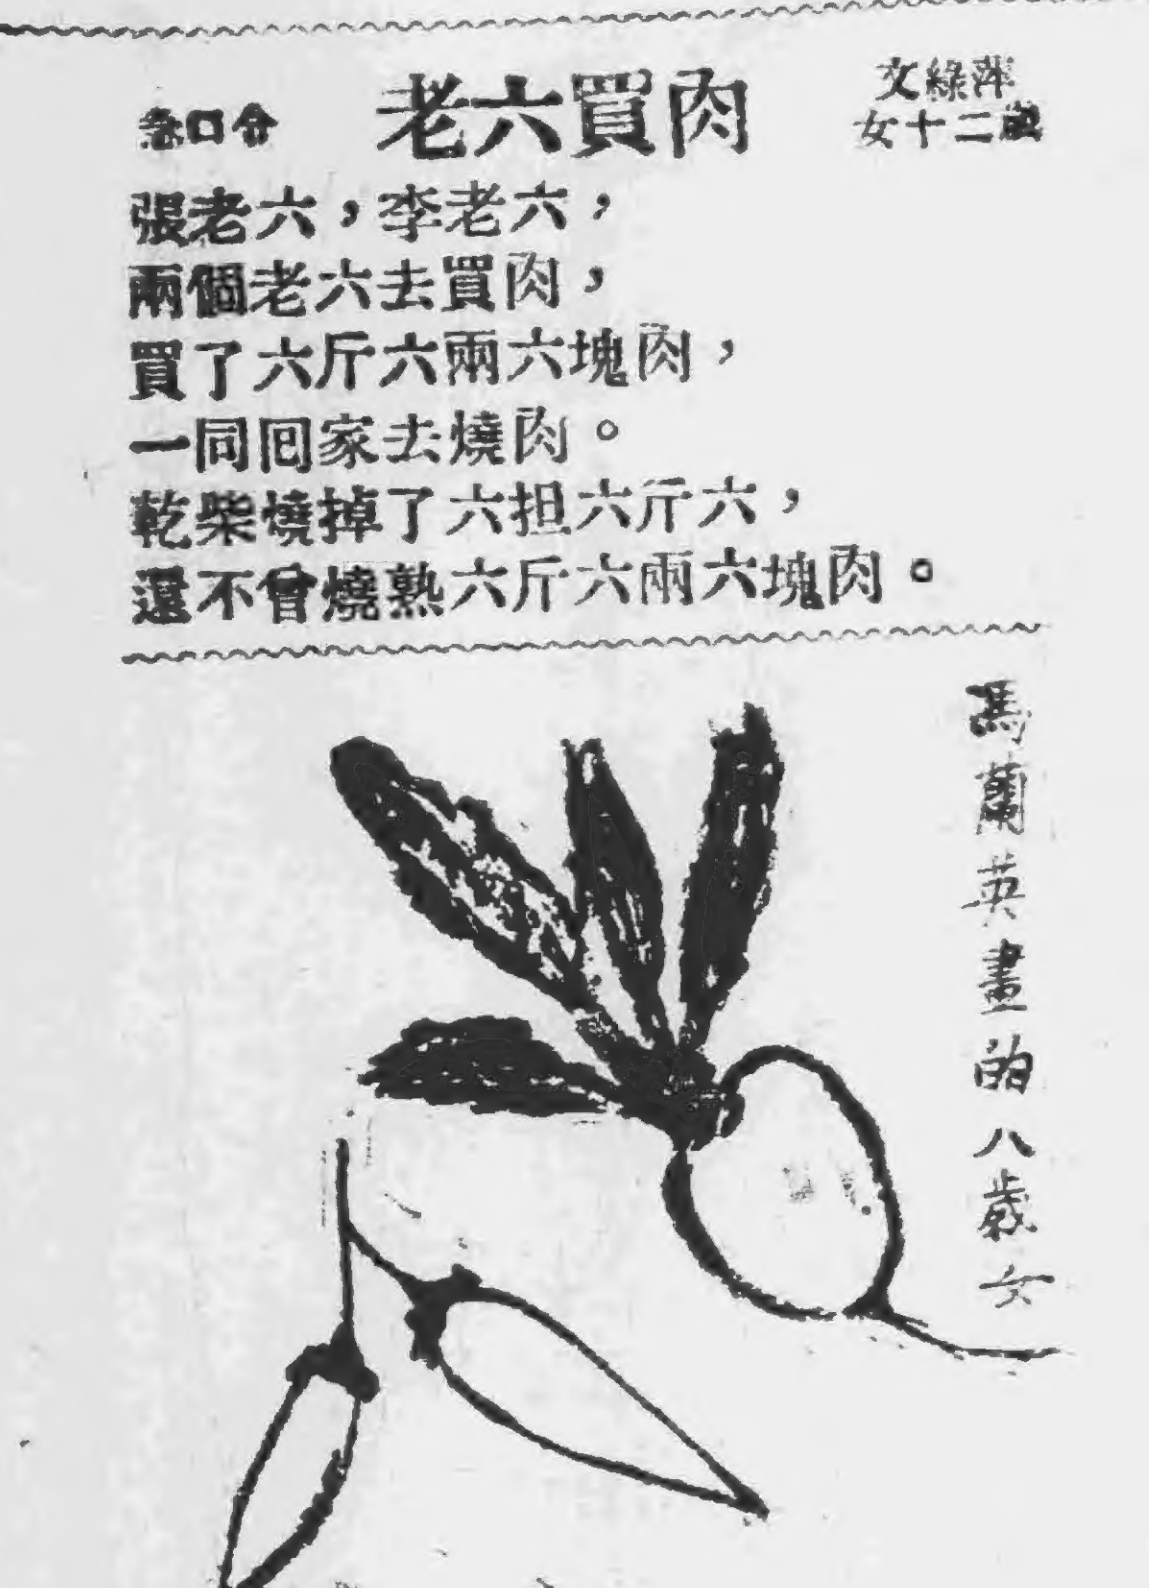 急口令
老六買肉
文綠萍
女十二歲
張老六，李老六，
兩個老六去買肉，
買了六斤六兩六塊肉，
一同囘家去燒肉。
乾柴燒掉了六担六斤六，
還不曾燒熟六斤六兩六塊肉。
馮蘭英畫的八歲女